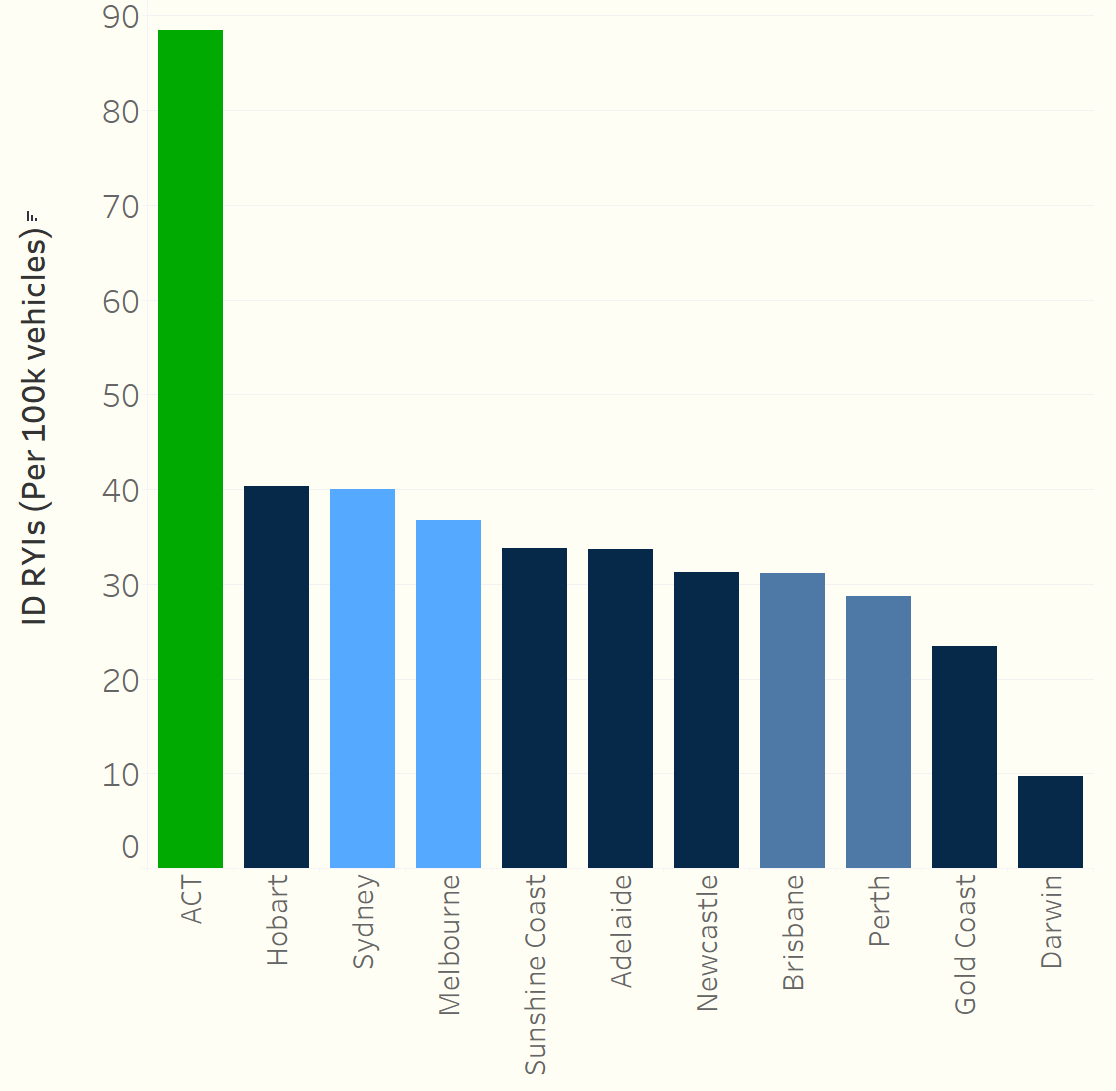 ID RYIs (Per 100k vehicles)
90
80
70
60
50
40
30
20
10
0
ACT
Hobart
Sydney
Melbourne
Sunshine Coast
Adelaide
Newcastle
Brisbane
Perth
Gold Coast
Darwin